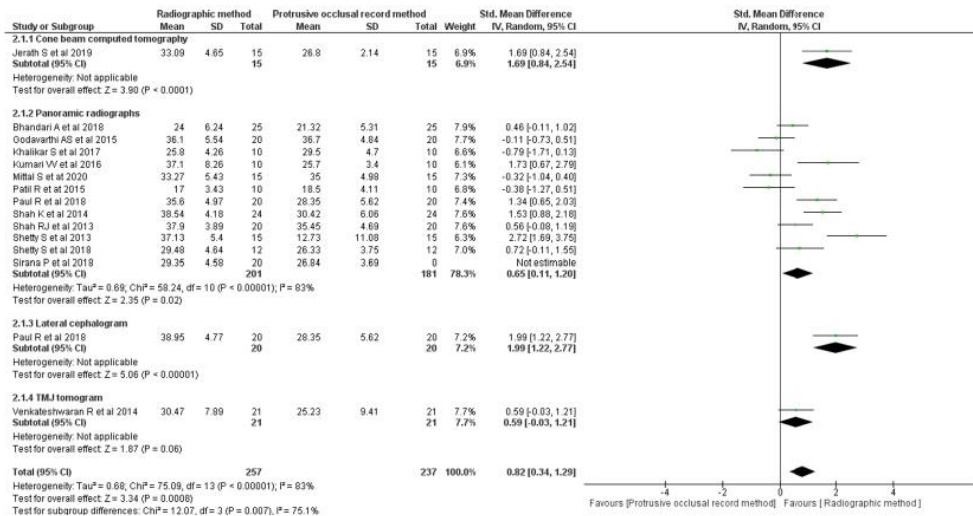 Radiographic method Protrusive occlusal record method Std. Mean Difference Std. Mean Difference
Study or Subgroup Mean SD Total Mean SD Total Weight IV, Random, 95% CI IV, Random, 95% CI
2.1.1 Cone beam computed tomography
Jerath S et al 2019 33.09 4.65 15 26.8 2.14 15 6.9% 1.69 [0.84, 2.54]
Subtotal (95% CI) 15 15 6.9% 1.69 [0.84, 2.54]
Heterogeneity: Not applicable
Test for overall effect: Z = 3.90 (P < 0.0001)
2.1.2 Panoramic radiographs
Bhandari A et al 2018 24 6.24 25 21.32 5.31 25 7.9% 0.46 [-0.11, 1.02]
Godavarthi AS et al 2015 36.1 5.54 20 36.7 4.84 20 7.7% -0.11 [-0.73, 0.51]
Khalikar S et al 2017 25.8 4.26 10 29.5 4.7 10 6.6% -0.79 [-1.71, 0.13]
Kumari VV et al 2016 37.1 8.26 10 25.7 3.4 10 6.1% 1.73 [0.67, 2.79]
Mittal S et at 2020 33.27 5.43 15 35 4.98 15 7.4% -0.32 [-1.04, 0.40]
Patil R et at 2015 17 3.43 10 18.5 4.11 10 6.7% -0.38 [-1.27, 0.51]
Paul R et al 2018 35.6 4.97 20 28.35 5.62 20 7.5% 1.34 [0.65, 2.03]
Shah K et al 2014 38.54 4.18 24 30.42 6.06 24 7.6% 1.53 [0.88, 2.18]
Shah RJ et al 2013 37.9 3.89 20 35.45 4.69 20 7.6% 0.56 [-0.08, 1.19]
Shetty S et al 2013 37.13 5.4 15 12.73 11.08 15 6.2% 2.72 [1.69, 3.75]
Shetty S et al 2018 29.48 4.64 12 26.33 3.75 12 7.0% 0.72 [-0.11, 1.55]
Sirana P et al 2018 29.35 4.58 20 26.84 3.69 0 Not estimable
Subtotal (95% CI) 201 181 78.3% 0.65 [0.11, 1.20]
Heterogeneity: Tau² = 0.69; Chi² = 58.24, df = 10 (P < 0.00001); I² = 83%
Test for overall effect: Z = 2.35 (P = 0.02)
2.1.3 Lateral cephalogram
Paul R et al 2018 38.95 4.77 20 28.35 5.62 20 7.2% 1.99 [1.22, 2.77]
Subtotal (95% CI) 20 20 7.2% 1.99 [1.22, 2.77]
Heterogeneity: Not applicable
Test for overall effect: Z = 5.06 (P < 0.00001)
2.1.4 TMJ tomogram
Venkateshwaran R et al 2014 30.47 7.89 21 25.23 9.41 21 7.7% 0.59 [-0.03, 1.21]
Subtotal (95% CI) 21 21 7.7% 0.59 [-0.03, 1.21]
Heterogeneity: Not applicable
Test for overall effect: Z = 1.87 (P = 0.06)
Total (95% CI) 257 237 100.0% 0.82 [0.34, 1.29]
Heterogeneity: Tau² = 0.68; Chi² = 75.09, df = 13 (P < 0.00001); I² = 83%
Test for overall effect: Z = 3.34 (P = 0.0008)
Test for subgroup differences: Chi² = 12.07, df = 3 (P = 0.007), I² = 75.1%
-4 -2 0 2 4
Favours [Protrusive occlusal record method] Favours [ Radiographic method ]